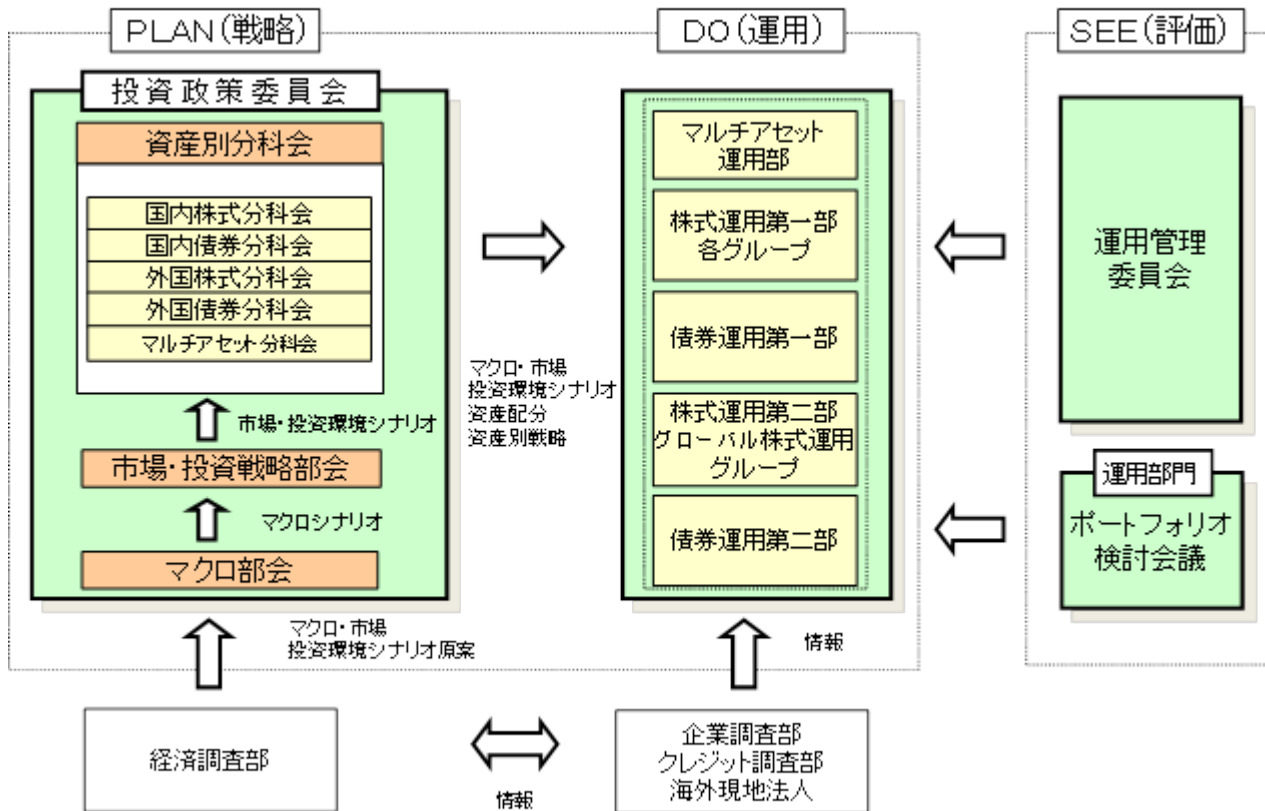 PLAN(戦略)
投資政策委員会
資産別分科会
国内株式分科会
国内債券分科会
外国株式分科会
外国債券分科会
マルチアセット分科会
市場・投資環境シナリオ
市場・投資戦略部会
マクロシナリオ
マクロ部会
マクロ・市場
投資環境シナリオ原案
経済調査部
マクロ・市場
投資環境シナリオ
資産配分
資産別戦略
DO(運用)
マルチアセット
運用部
株式運用第一部
各グループ
債券運用第一部
株式運用第二部
グローバル株式運用
グループ
債券運用第二部
情報
企業調査部
クレジット調査部
海外現地法人
情報
SEE(評価)
運用管理
委員会
運用部門
ポートフォリオ
検討会議